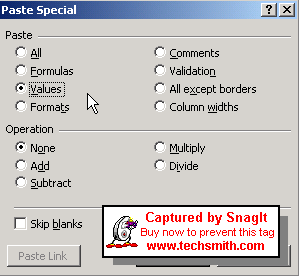 Paste Special
Paste
All
Comments
Formulas
Validation
Values
All except borders
Formats
Column widths
Operation
None
Multiply
Add
Divide
Subtract
Skip blanks
Captured by SnagIt
Buy now to prevent this tag
www.techsmith.com
Paste Link